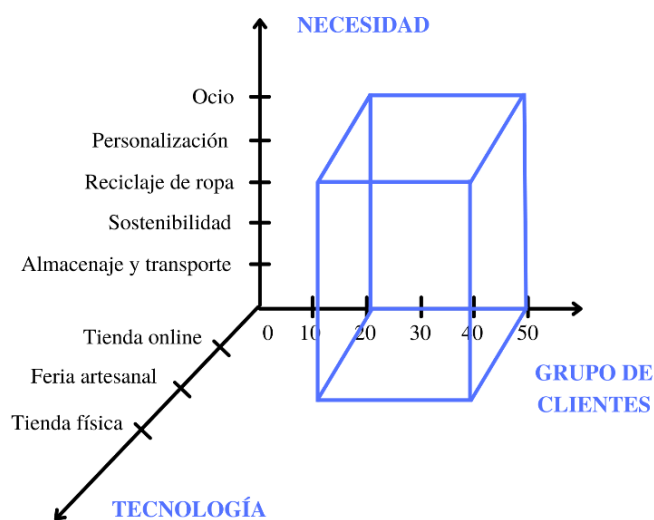 NECESIDAD
Ocio
Personalización
Reciclaje de ropa
Sostenibilidad
Almacenaje y transporte
0 10 20 30 40 50
Tienda online
Feria artesanal
Tienda física
GRUPO DE
CLIENTES
TECNOLOGÍA